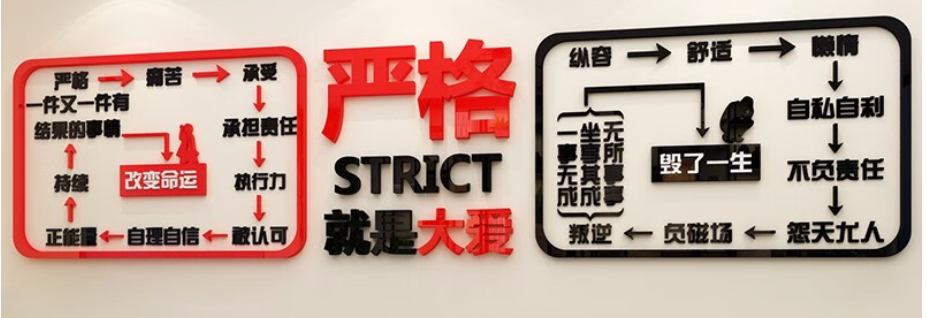 严格 → 痛苦 → 承受
承担责任
执行力
被认可
自理自信
正能量
持续
一件又一件有
结果的事情
改变命运
严格
STRICT
就是大爱
纵容 → 舒适 → 懒惰
自私自利
不负责任
怨天尤人
负磁场
叛逆
无所事事
坐享其成
一事无成
毁了一生